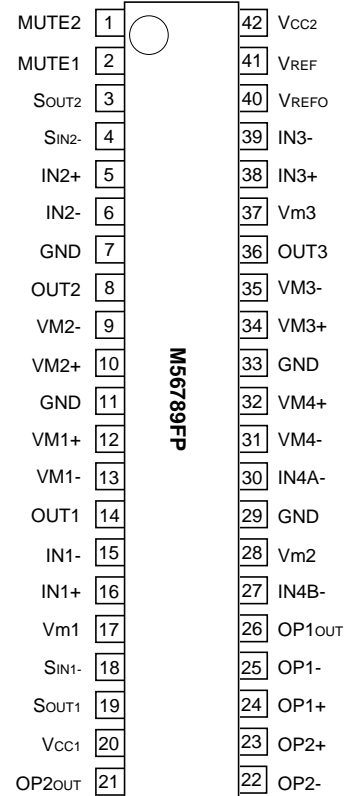 MUTE2 1 42 VCC2
MUTE1 2 41 VREF
SOUT2 3 40 VREFO
SIN2- 4 39 IN3-
IN2+ 5 38 IN3+
IN2- 6 37 Vm3
GND 7 36 OUT3
OUT2 8 35 VM3-
VM2- 9 34 VM3+
VM2+ 10 33 GND
GND 11 32 VM4+
VM1+ 12 31 VM4-
VM1- 13 30 IN4A-
OUT1 14 29 GND
IN1- 15 28 Vm2
IN1+ 16 27 IN4B-
Vm1 17 26 OP1OUT
SIN1- 18 25 OP1-
SOUT1 19 24 OP1+
VCC1 20 23 OP2+
OP2OUT 21 22 OP2-
M56789FP